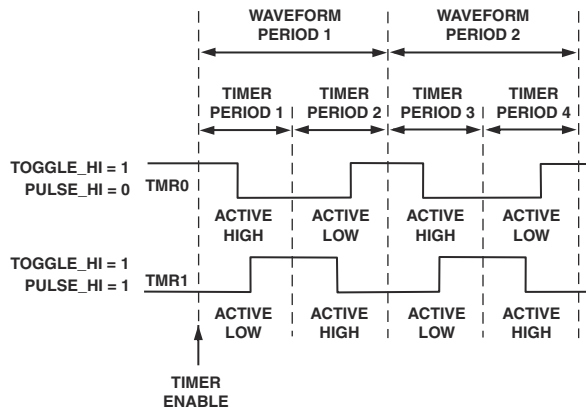 WAVEFORM PERIOD 1
WAVEFORM PERIOD 2
TIMER PERIOD 1
TIMER PERIOD 2
TIMER PERIOD 3
TIMER PERIOD 4
TOGGLE_HI = 1
PULSE_HI = 0
TMR0
ACTIVE HIGH
ACTIVE LOW
ACTIVE HIGH
ACTIVE LOW
TOGGLE_HI = 1
PULSE_HI = 1
TMR1
ACTIVE LOW
ACTIVE HIGH
ACTIVE LOW
ACTIVE HIGH
TIMER ENABLE